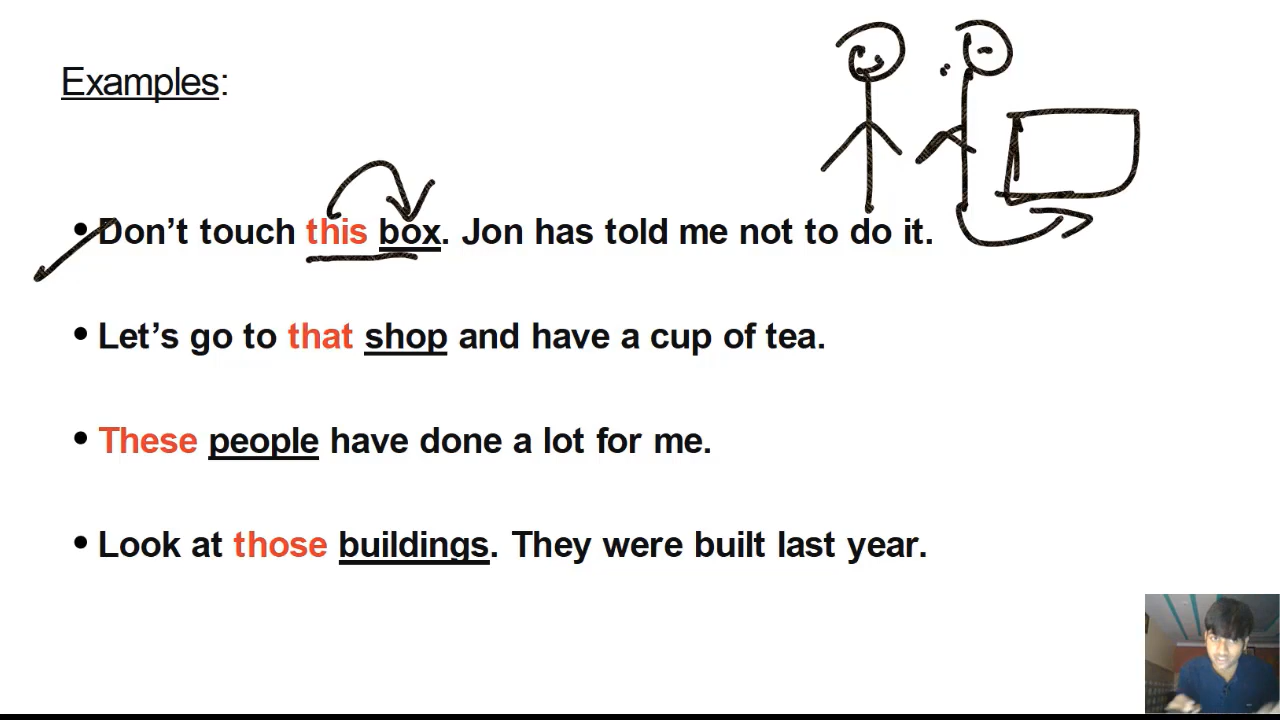 Examples:
• Don’t touch this box. Jon has told me not to do it.
• Let’s go to that shop and have a cup of tea.
• These people have done a lot for me.
• Look at those buildings. They were built last year.